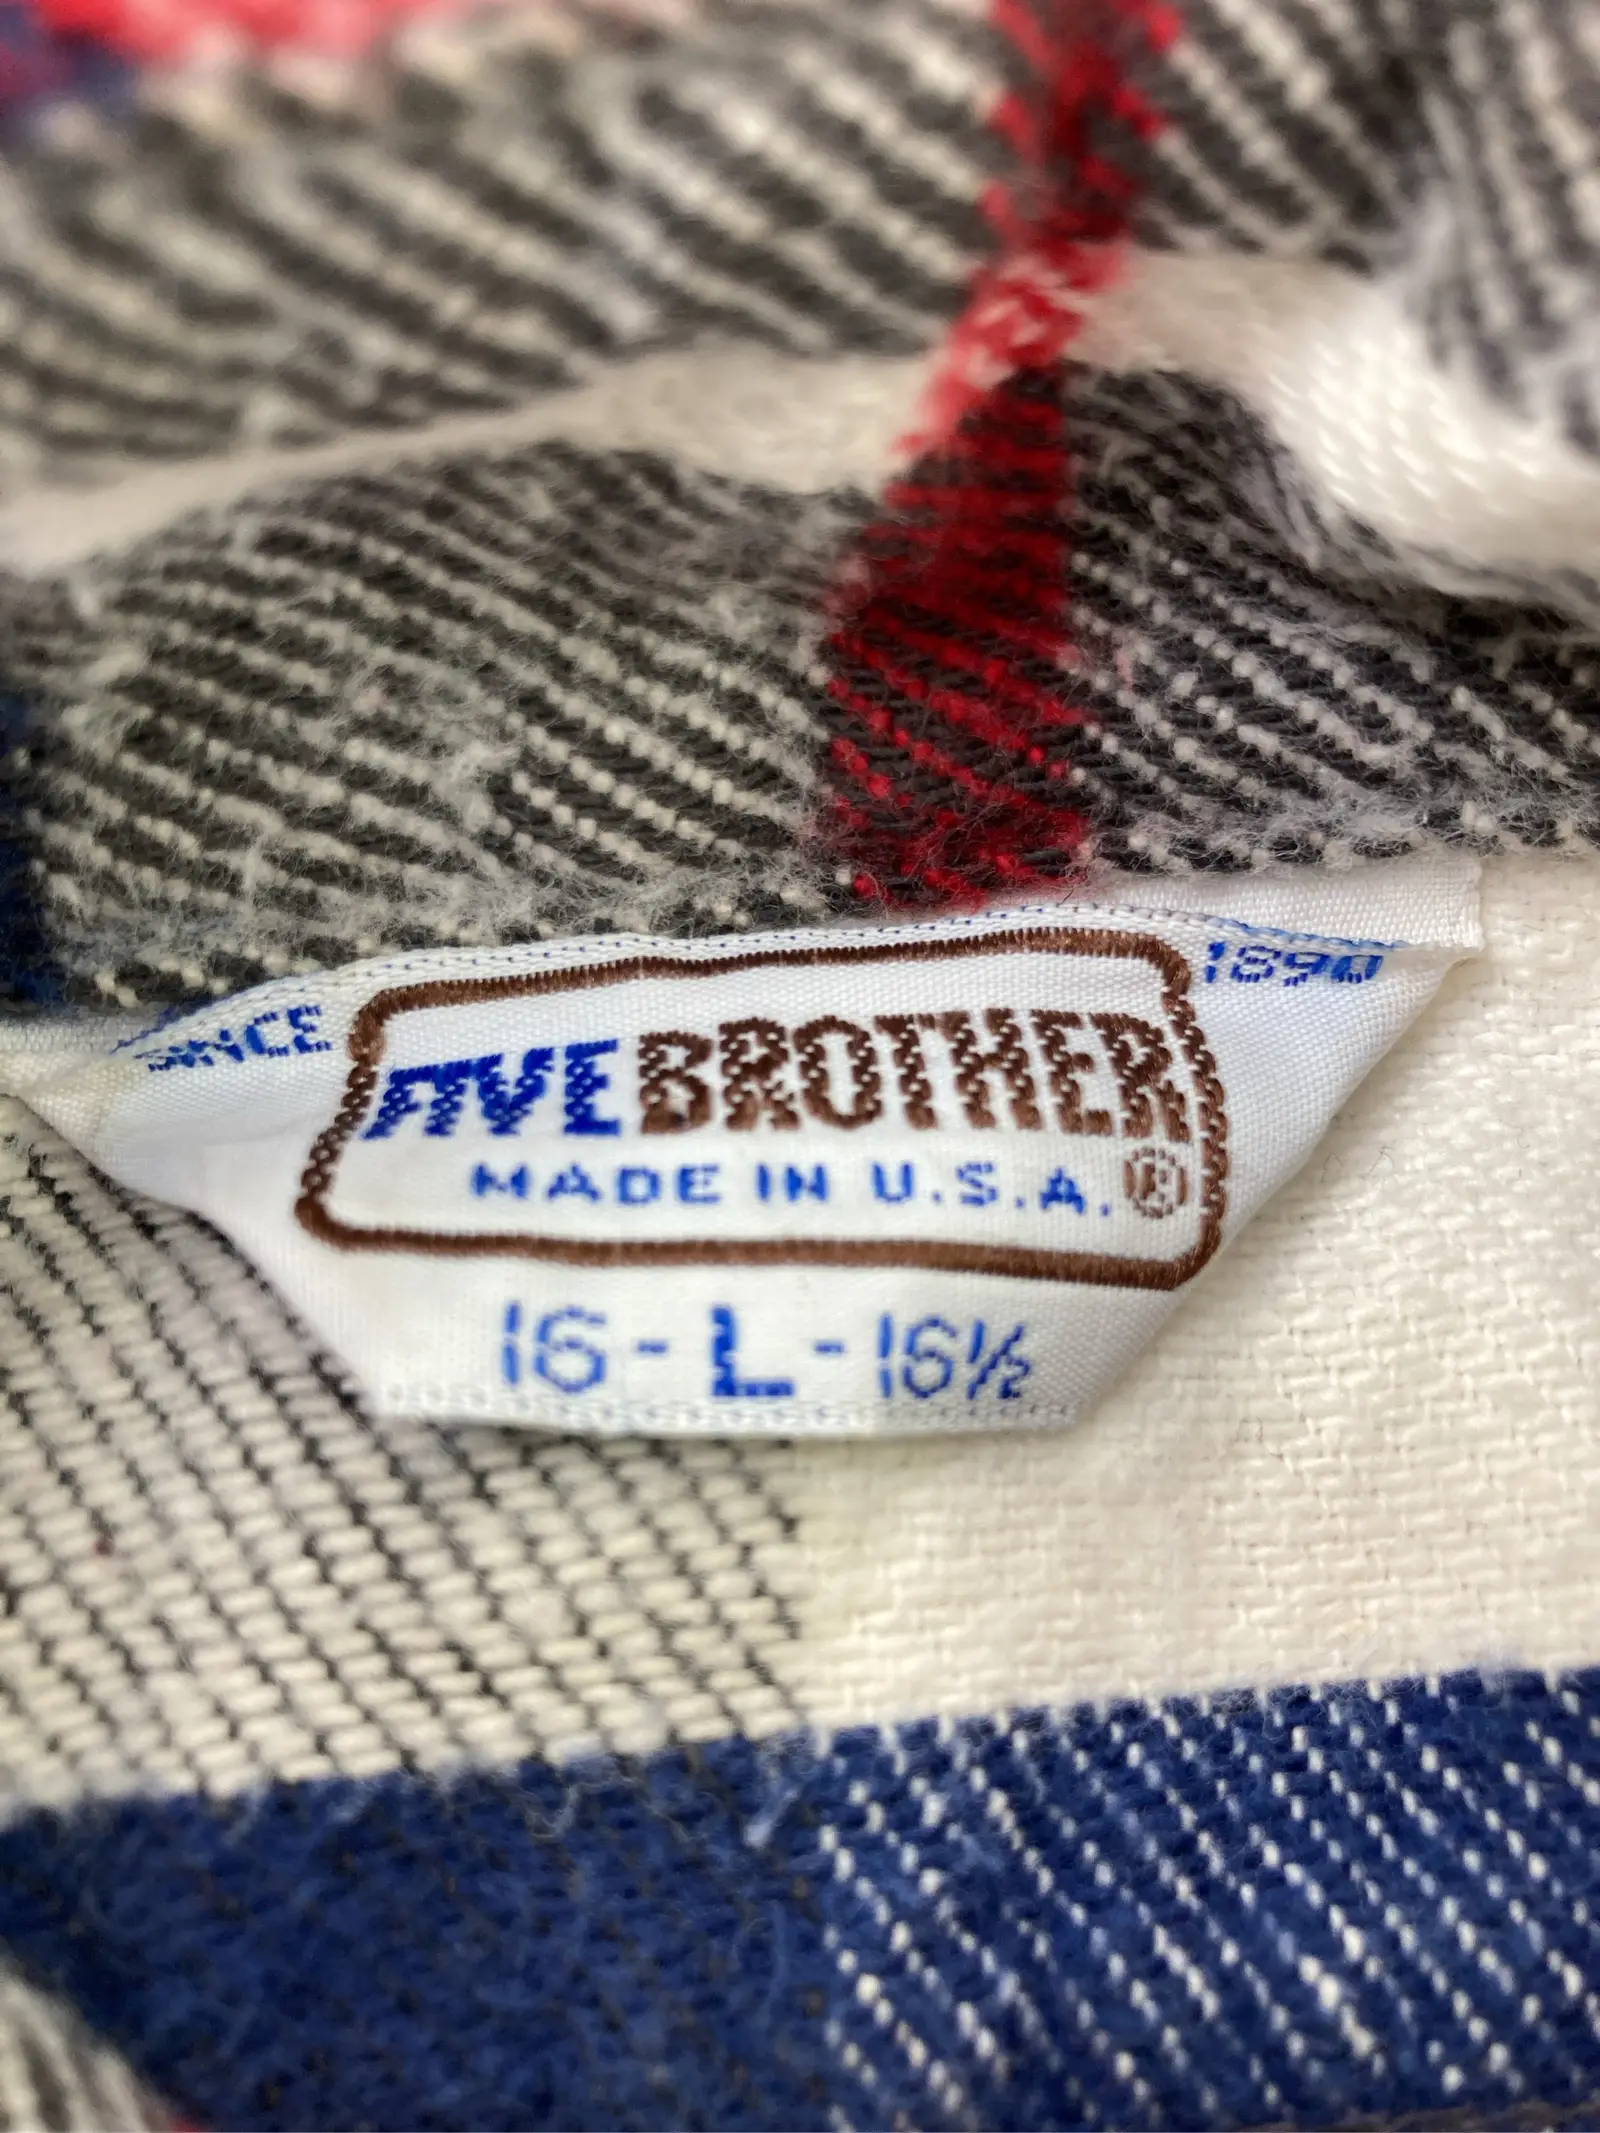 SINCE 1890
FIVE BROTHER
MADE IN U.S.A.®
16-L-16½